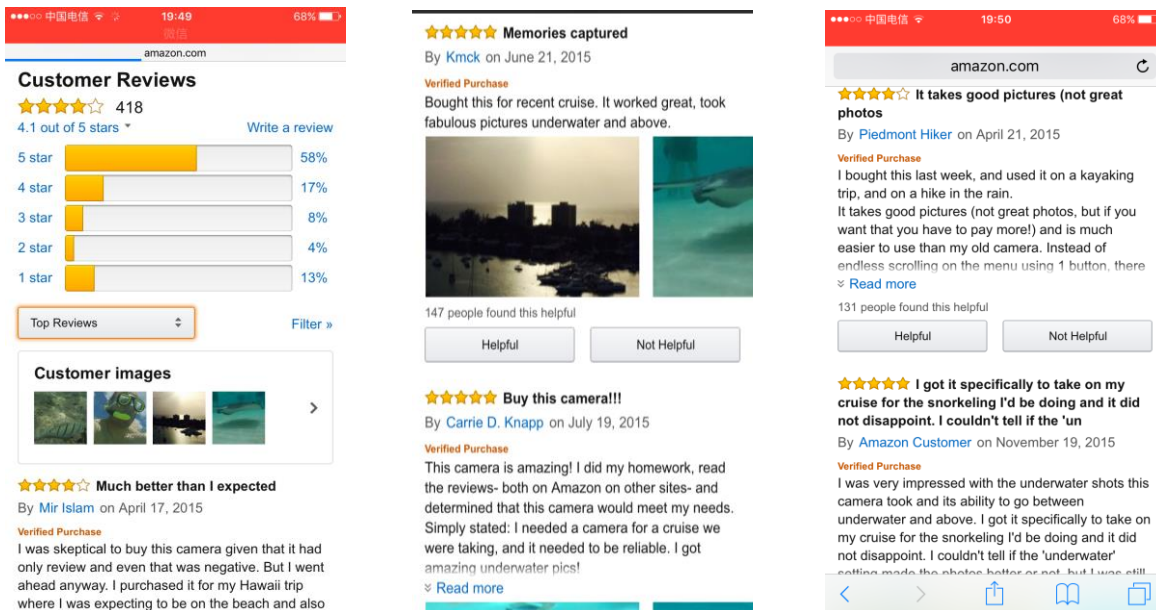 中国电信 19:49 68%
微信
amazon.com
Customer Reviews
418
4.1 out of 5 stars
Write a review
5 star 58%
4 star 17%
3 star 8%
2 star 4%
1 star 13%
Top Reviews
Filter »
Customer images
Much better than I expected
By Mir Islam on April 17, 2015
Verified Purchase
I was skeptical to buy this camera given that it had
only review and even that was negative. But I went
ahead anyway. I purchased it for my Hawaii trip
where I was expecting to be on the beach and also
Memories captured
By Kmck on June 21, 2015
Verified Purchase
Bought this for recent cruise. It worked great, took
fabulous pictures underwater and above.
147 people found this helpful
Helpful
Not Helpful
Buy this camera!!!
By Carrie D. Knapp on July 19, 2015
Verified Purchase
This camera is amazing! I did my homework, read
the reviews- both on Amazon on other sites- and
determined that this camera would meet my needs.
Simply stated: I needed a camera for a cruise we
were taking, and it needed to be reliable. I got
amazing underwater pics!
Read more
中国电信 19:50 68%
amazon.com
It takes good pictures (not great
photos
By Piedmont Hiker on April 21, 2015
Verified Purchase
I bought this last week, and used it on a kayaking
trip, and on a hike in the rain.
It takes good pictures (not great photos, but if you
want that you have to pay more!) and is much
easier to use than my old camera. Instead of
endless scrolling on the menu using 1 button, there
Read more
131 people found this helpful
Helpful
Not Helpful
I got it specifically to take on my
cruise for the snorkeling I'd be doing and it did
not disappoint. I couldn't tell if the 'un
By Amazon Customer on November 19, 2015
Verified Purchase
I was very impressed with the underwater shots this
camera took and its ability to go between
underwater and above. I got it specifically to take on
my cruise for the snorkeling I'd be doing and it did
not disappoint. I couldn't tell if the 'underwater'
setting made the photos better or not, but I was still